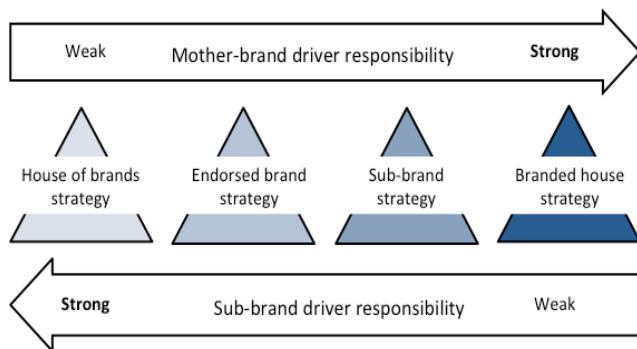 Weak Mother-brand driver responsibility Strong
House of brands strategy
Endorsed brand strategy
Sub-brand strategy
Branded house strategy
Strong Sub-brand driver responsibility Weak